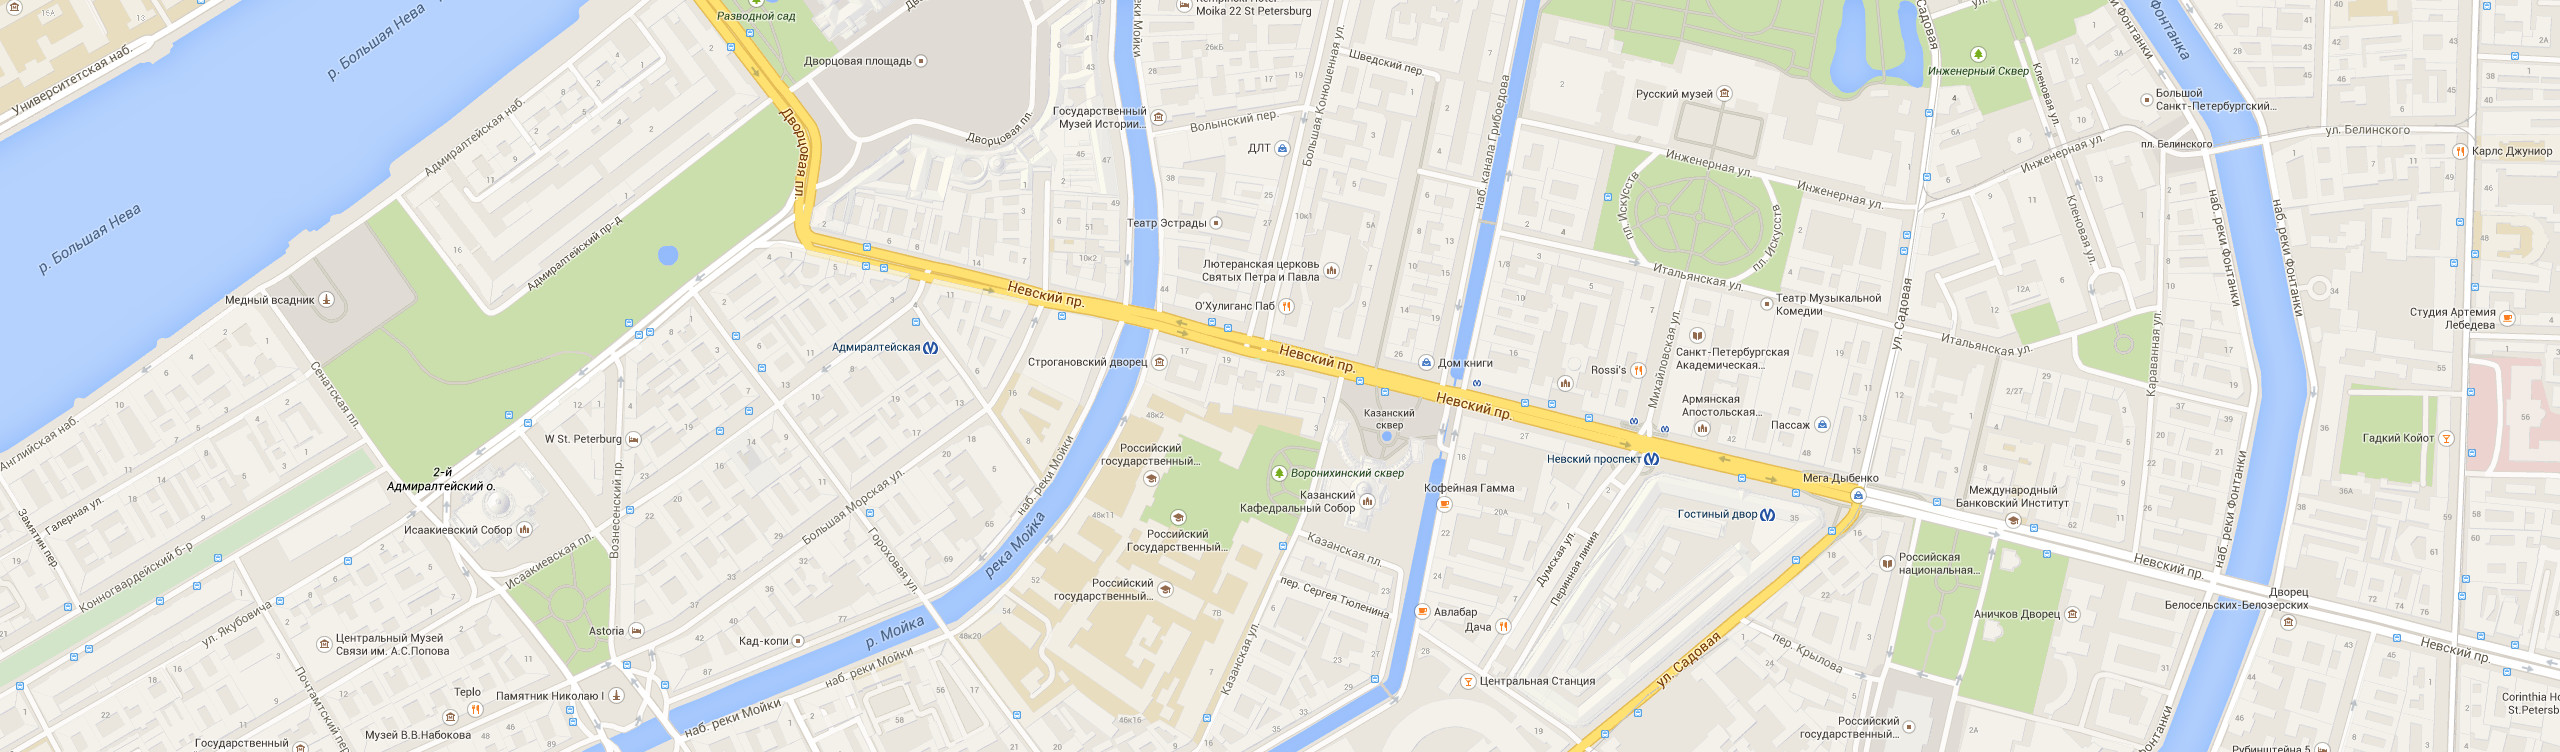 Разводной сад
Moika 22 St Petersburg
р. Большая Нева
Университетская наб.
Дворцовая площадь
Шведский пер.
Большая Конюшенная ул.
Садовая
Инженерный Сквер
Фонтанка
Русский музей
Кленовая ул.
Большой
Санкт-Петербургский...
Государственный
Музей Истории...
Волынский пер.
Дворцовая пл.
Дворцовая пл.
Адмиралтейская наб.
ДЛТ
наб. канала Грибоедова
Инженерная ул.
Инженерная ул.
Инженерная ул.
ул. Белинского
пл. Белинского
Карлс Джуниор
р. Большая Нева
Адмиралтейский пр-д
Театр Эстрады
пл. Искусств
пл. Искусств
Кленовая ул.
наб. реки Фонтанки
наб. реки Фонтанки
Лютеранская церковь
Святых Петра и Павла
Итальянская ул.
Медный всадник
Невский пр.
О'Хулиганс Паб
Театр Музыкальной
Комедии
ул. Садовая
Студия Артемия
Лебедева
Адмиралтейская
Строгановский дворец
Невский пр.
Дом книги
Санкт-Петербургская
Академическая...
Итальянская ул.
Караванная ул.
Rossi's
Михайловская ул.
Сенатская пл.
Невский пр.
Казанский
сквер
Армянская
Апостольская...
Пассаж
Гадкий Койот
Английская наб.
W St. Peterburg
Российский
государственный...
Невский проспект
2-й
Адмиралтейский о.
Воронихинский сквер
Мега Дыбенко
Кофейная Гамма
Казанский
Кафедральный Собор
Международный
Банковский Институт
Галерная ул.
Замятин пер.
Исаакиевский Собор
Вознесенский пр.
Большая Морская ул.
наб. реки Мойки
река Мойка
Гостиный двор
наб. реки Фонтанки
Российский
Государственный...
Казанская пл.
Думская ул.
Перинная линия
Российская
национальная...
Невский пр.
Исаакиевская пл.
Гороховая ул.
Конногвардейский б-р
Российский
государственный...
пер. Сергея Тюленина
Авлабар
Дача
Дворец
Белосельских-Белозерских
Аничков Дворец
ул. Якубовича
Центральный Музей
Связи им. А.С.Попова
Astoria
Кад-копи
р. Мойка
наб. реки Мойки
Казанская ул.
ул. Садовая
пер. Крылова
Невский пр.
Центральная Станция
Teplo
Памятник Николаю I
Почтамтский пер
Музей В.В.Набокова
наб. реки Мойки
Российский
государственный...
Corinthia Ho
St.Petersb
Государственный
Рубинштейна 5